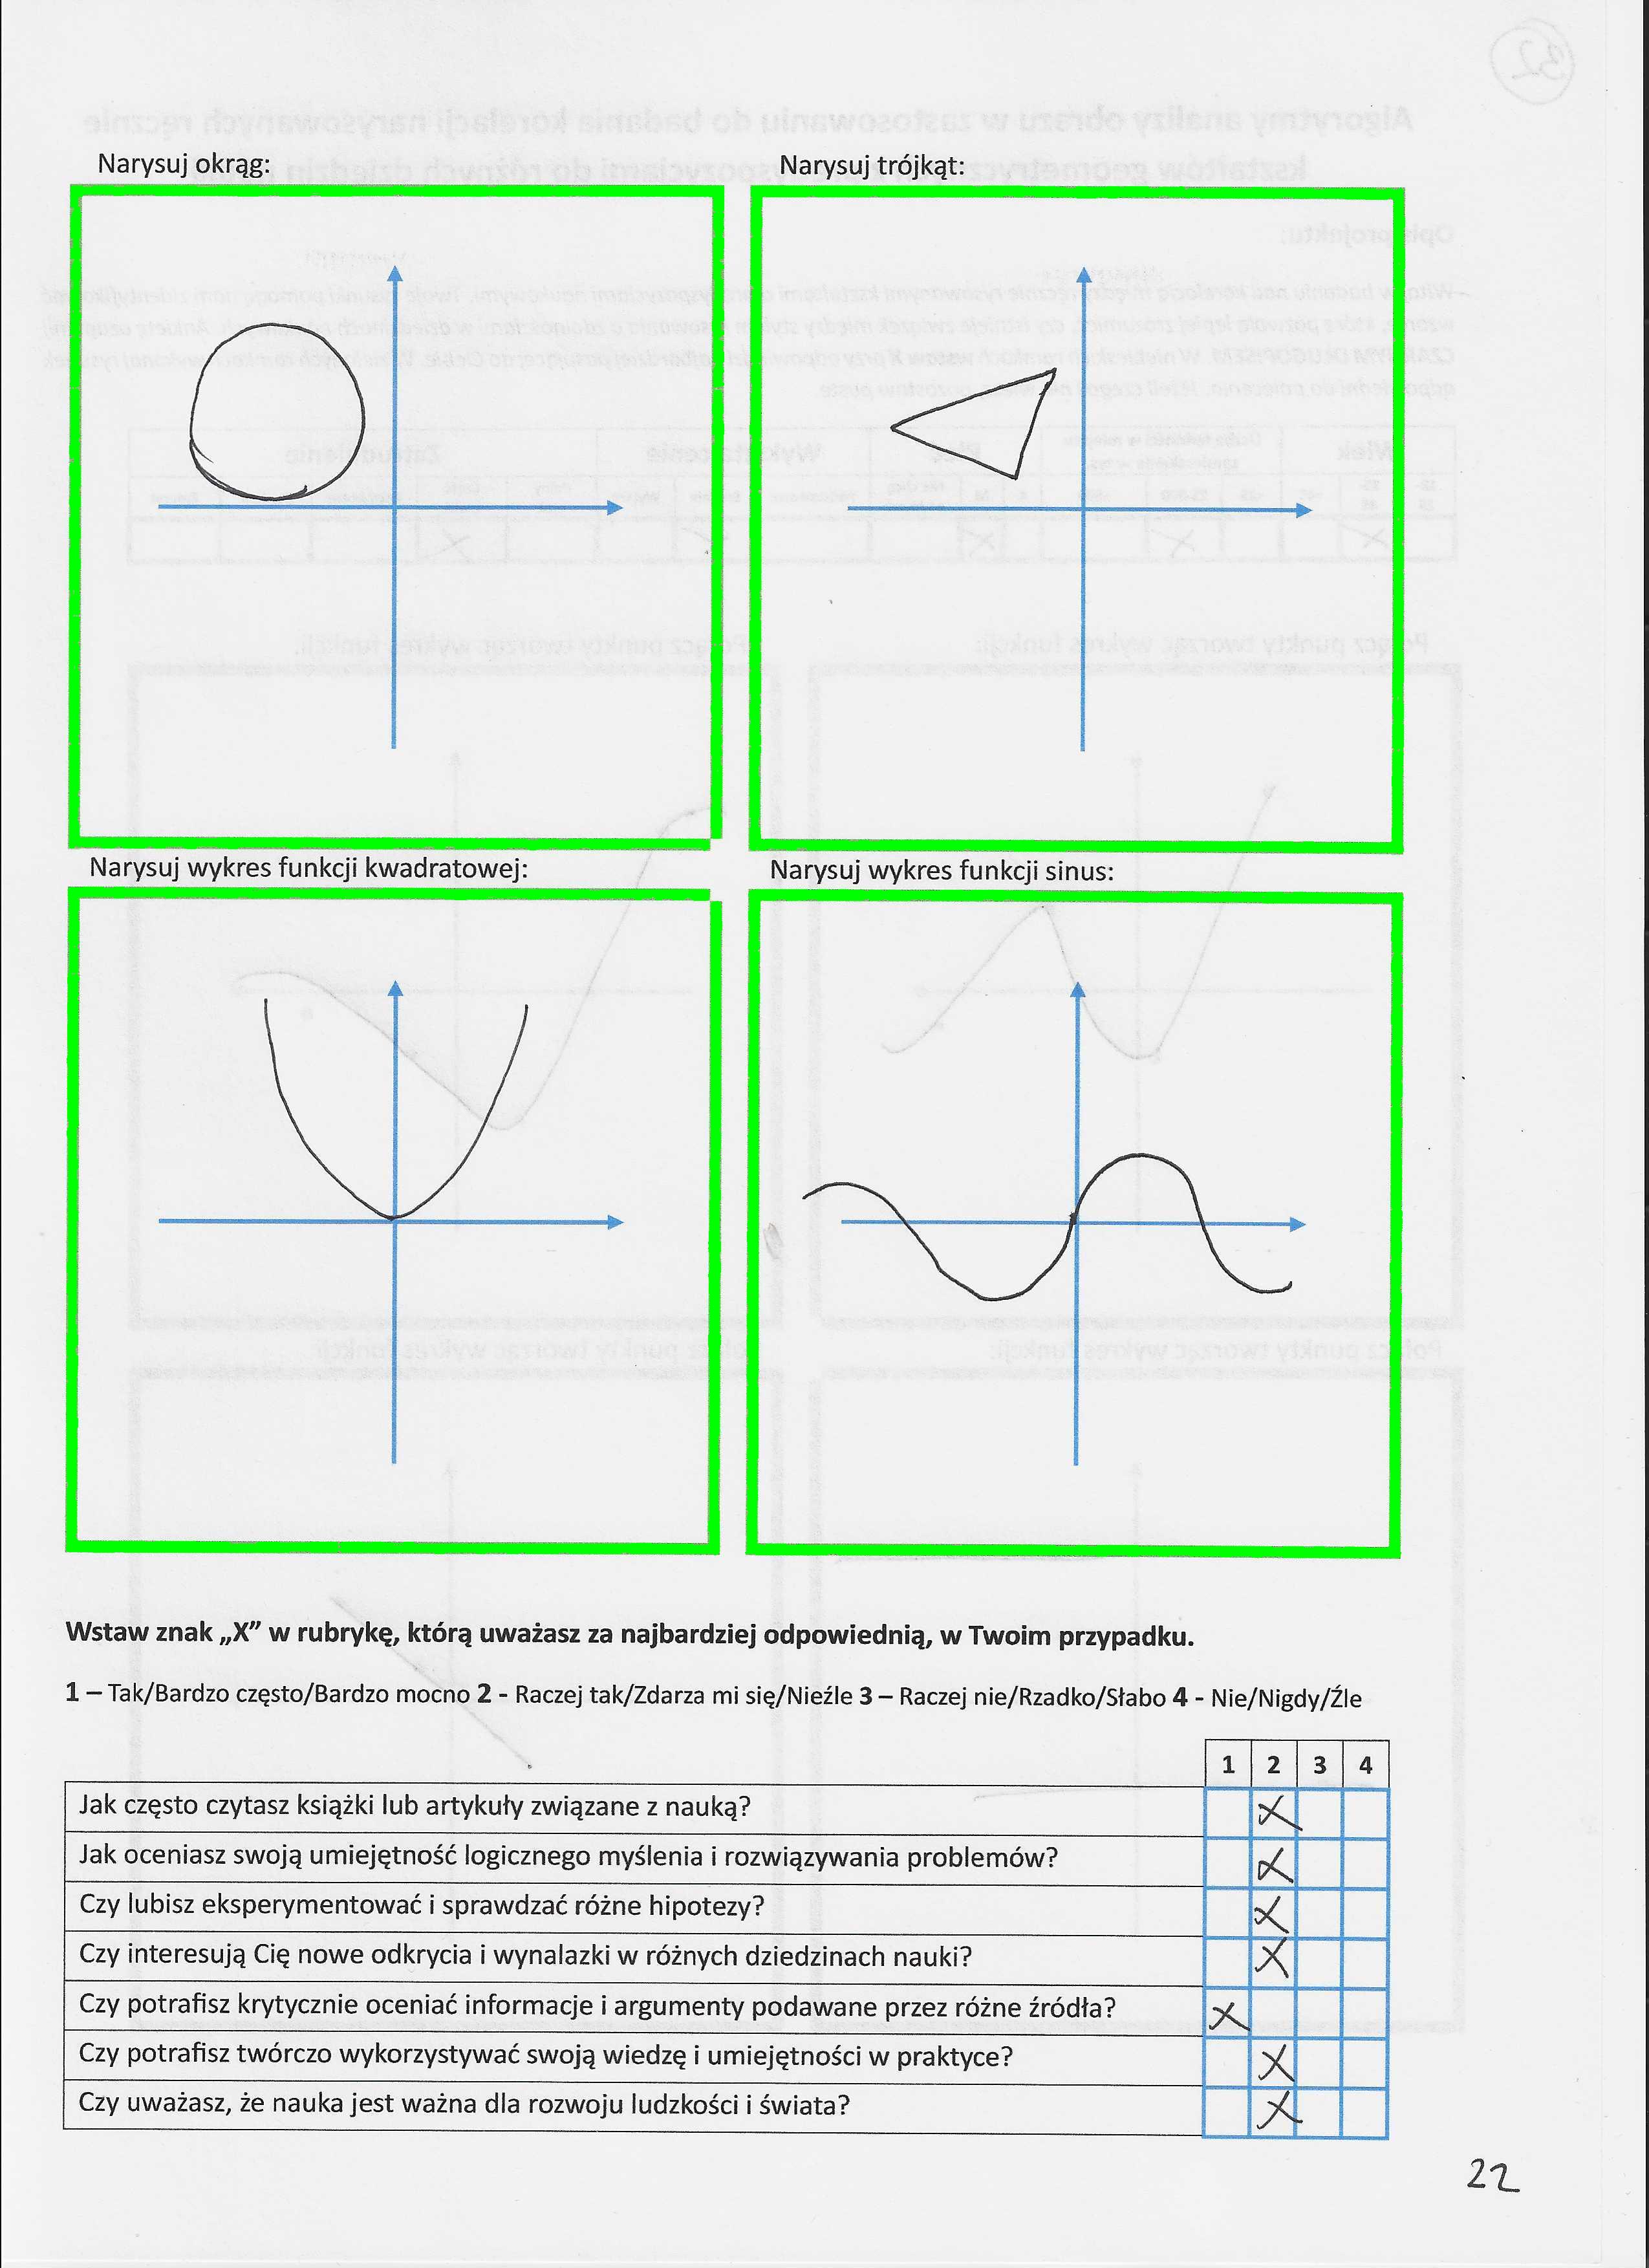 Narysuj okrąg:
Narysuj trójkąt:
Narysuj wykres funkcji kwadratowej:
Narysuj wykres funkcji sinus:
Wstaw znak „X” w rubrykę, którą uważasz za najbardziej odpowiednią, w Twoim przypadku.
1 – Tak/Bardzo często/Bardzo mocno 2 - Raczej tak/Zdarza mi się/Nieźle 3 – Raczej nie/Rzadko/Słabo 4 - Nie/Nigdy/Źle
1 2 3 4
Jak często czytasz książki lub artykuły związane z nauką? X
Jak oceniasz swoją umiejętność logicznego myślenia i rozwiązywania problemów? X
Czy lubisz eksperymentować i sprawdzać różne hipotezy? X
Czy interesują Cię nowe odkrycia i wynalazki w różnych dziedzinach nauki? X
Czy potrafisz krytycznie oceniać informacje i argumenty podawane przez różne źródła? X
Czy potrafisz twórczo wykorzystywać swoją wiedzę i umiejętności w praktyce? X
Czy uważasz, że nauka jest ważna dla rozwoju ludzkości i świata? X
22